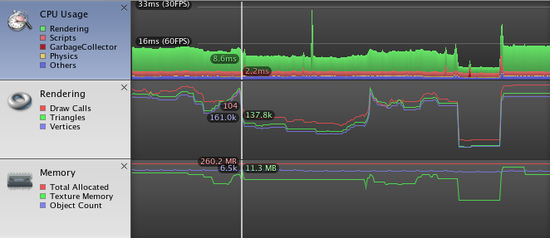 33ms (30FPS)
CPU Usage
Rendering
Scripts
GarbageCollector
Physics
Others
16ms (60FPS)
8.6ms
2.2ms
Rendering
Draw Calls
Triangles
Vertices
104
161.0k
137.8k
Memory
Total Allocated
Texture Memory
Object Count
260.2 MB
6.5k
11.3 MB